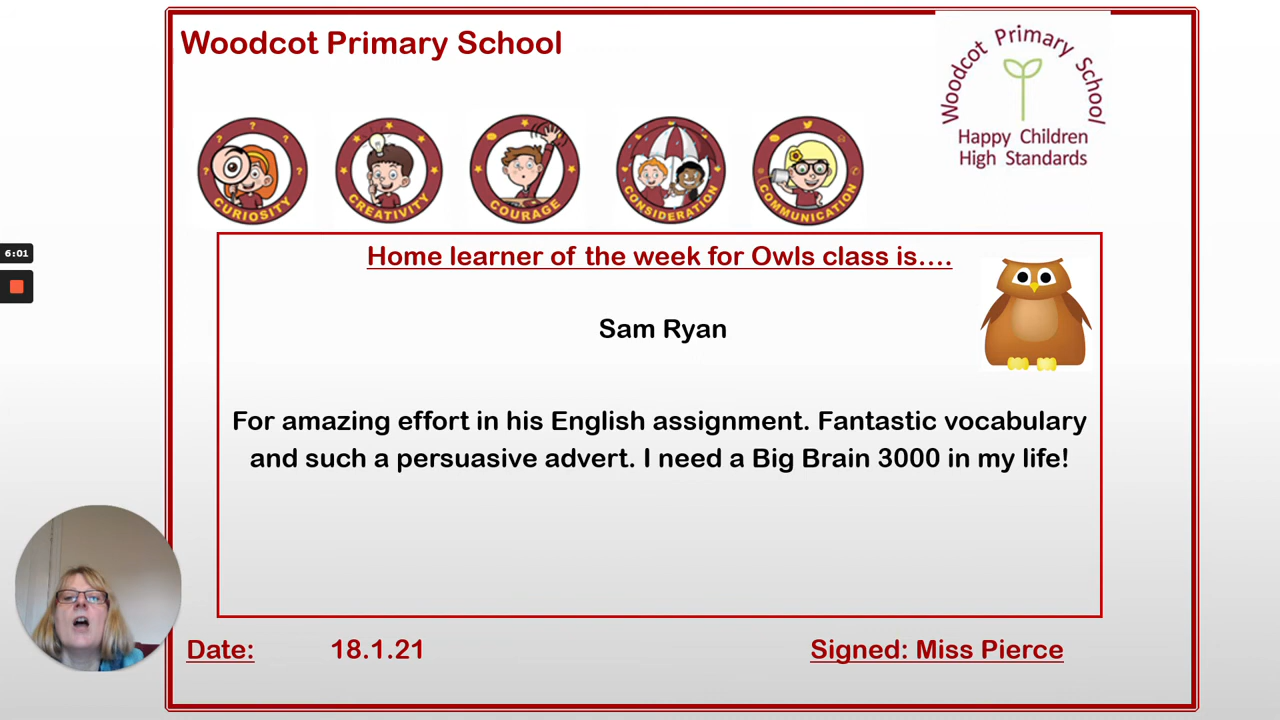 Woodcot Primary School
Woodcot Primary School
Happy Children
High Standards
CURIOSITY
CREATIVITY
COURAGE
CONSIDERATION
COMMUNICATION
6:01
Home learner of the week for Owls class is....
Sam Ryan
For amazing effort in his English assignment. Fantastic vocabulary
and such a persuasive advert. I need a Big Brain 3000 in my life!
Date: 18.1.21
Signed: Miss Pierce